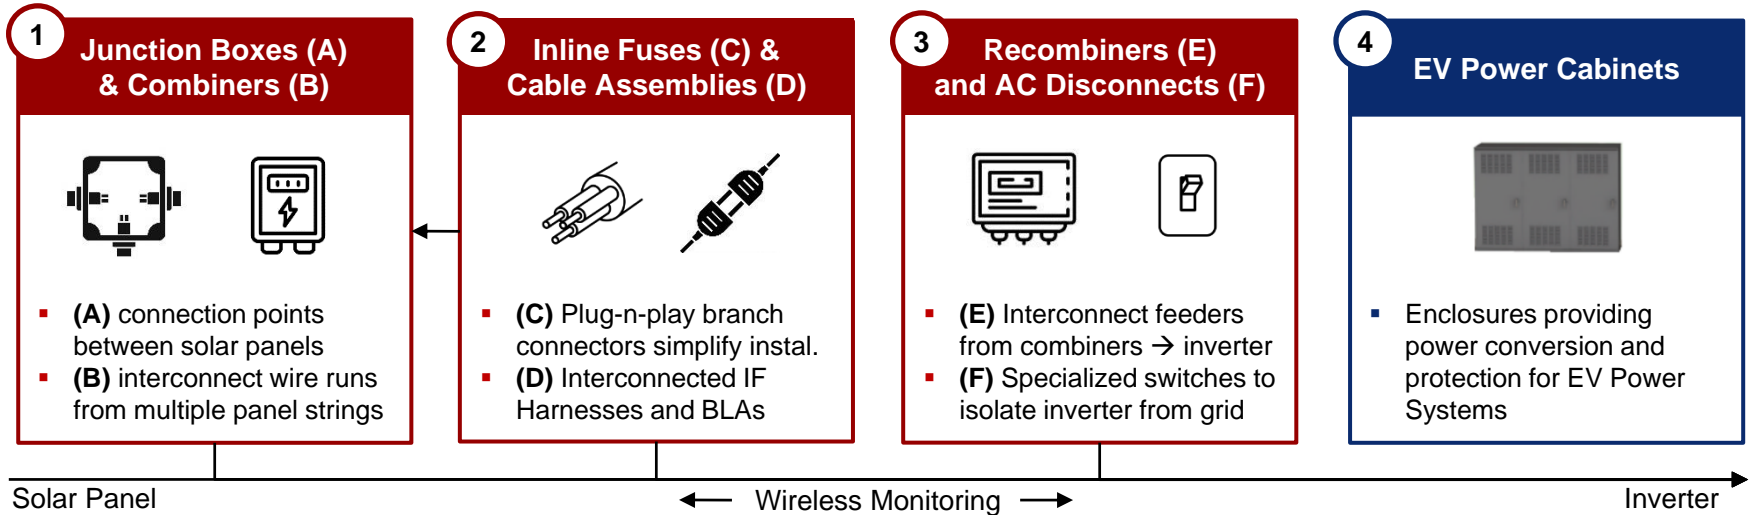 1
Junction Boxes (A)
& Combiners (B)
▪ (A) connection points
between solar panels
▪ (B) interconnect wire runs
from multiple panel strings
2
Inline Fuses (C) &
Cable Assemblies (D)
▪ (C) Plug-n-play branch
connectors simplify instal.
▪ (D) Interconnected IF
Harnesses and BLAs
3
Recombiners (E)
and AC Disconnects (F)
▪ (E) Interconnect feeders
from combiners → inverter
▪ (F) Specialized switches to
isolate inverter from grid
4
EV Power Cabinets
▪ Enclosures providing
power conversion and
protection for EV Power
Systems
Solar Panel
Wireless Monitoring
Inverter